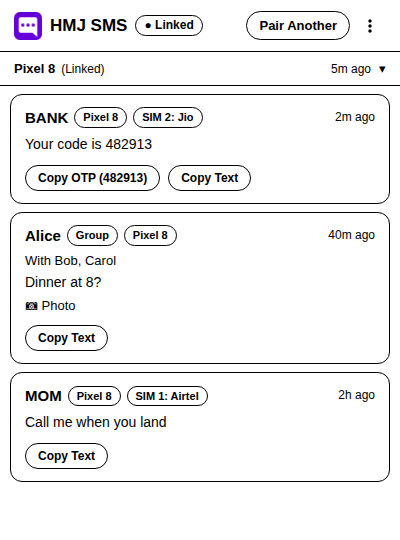 HMJ SMS ● Linked Pair Another
Pixel 8 (Linked) 5m ago ▼
BANK Pixel 8 SIM 2: Jio 2m ago
Your code is 482913
Copy OTP (482913) Copy Text
Alice Group Pixel 8 40m ago
With Bob, Carol
Dinner at 8?
📷 Photo
Copy Text
MOM Pixel 8 SIM 1: Airtel 2h ago
Call me when you land
Copy Text